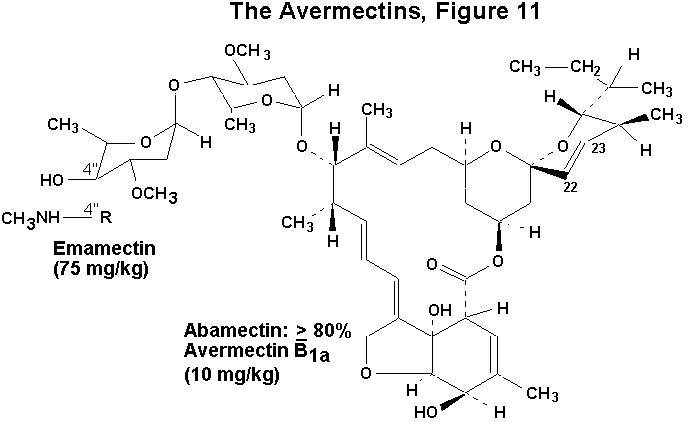 The Avermectins, Figure 11
OCH₃
CH₃ CH₂ H
CH₃
H
O O H
CH₃ H
O
CH₃
CH₃ O H
H
CH₃ H O O 23
H
4" O 22
HO
OCH₃
CH₃
H
H
CH₃NH 4" R
O
O
Emamectin
(75 mg/kg)
OH H
Abamectin: ≥ 80%
Avermectin B₁ₐ
(10 mg/kg)
O
H CH₃
HO H